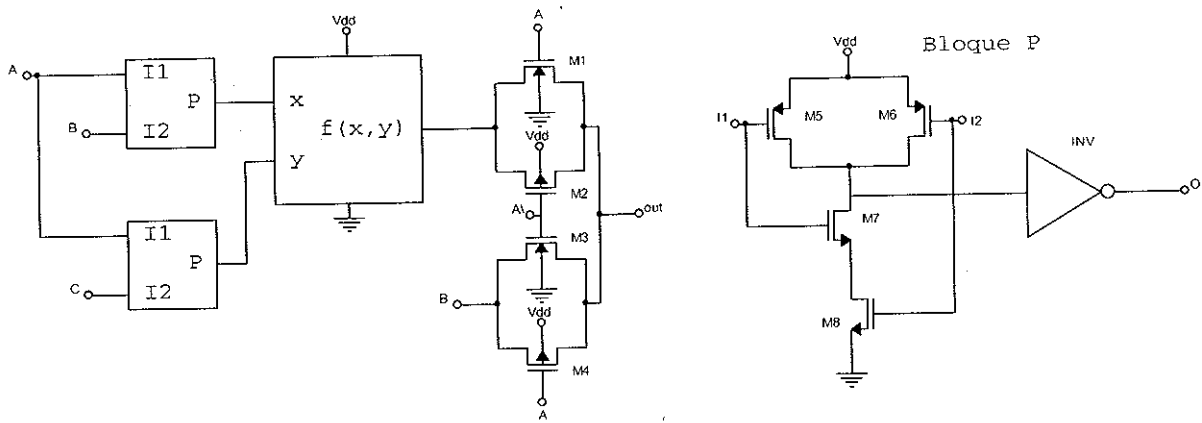 A
I1
P
B
I2
I1
P
C
I2
Vdd
x
f(x,y)
y
A
M1
Vdd
M2
A\
M3
out
B
Vdd
M4
A
Bloque P
Vdd
I1
M5
M6
I2
INV
O
M7
M8